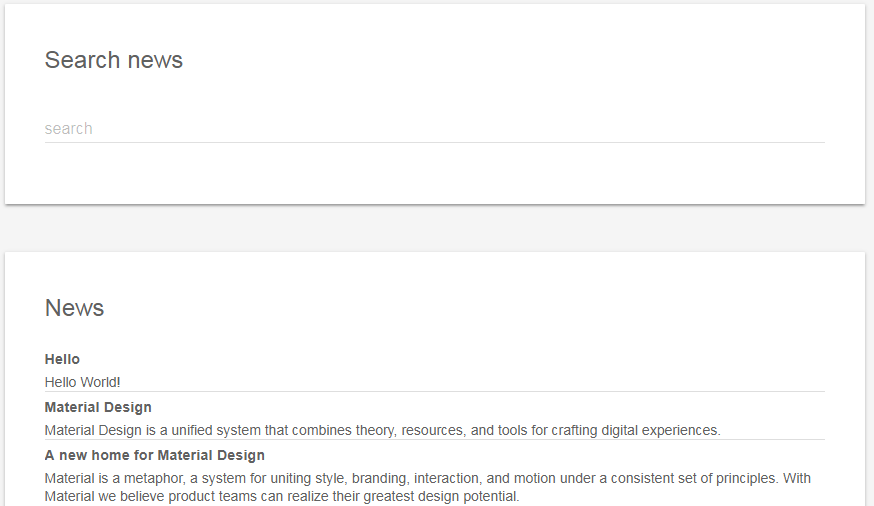 Search news
search
News
Hello
Hello World!
Material Design
Material Design is a unified system that combines theory, resources, and tools for crafting digital experiences.
A new home for Material Design
Material is a metaphor, a system for uniting style, branding, interaction, and motion under a consistent set of principles. With
Material we believe product teams can realize their greatest design potential.